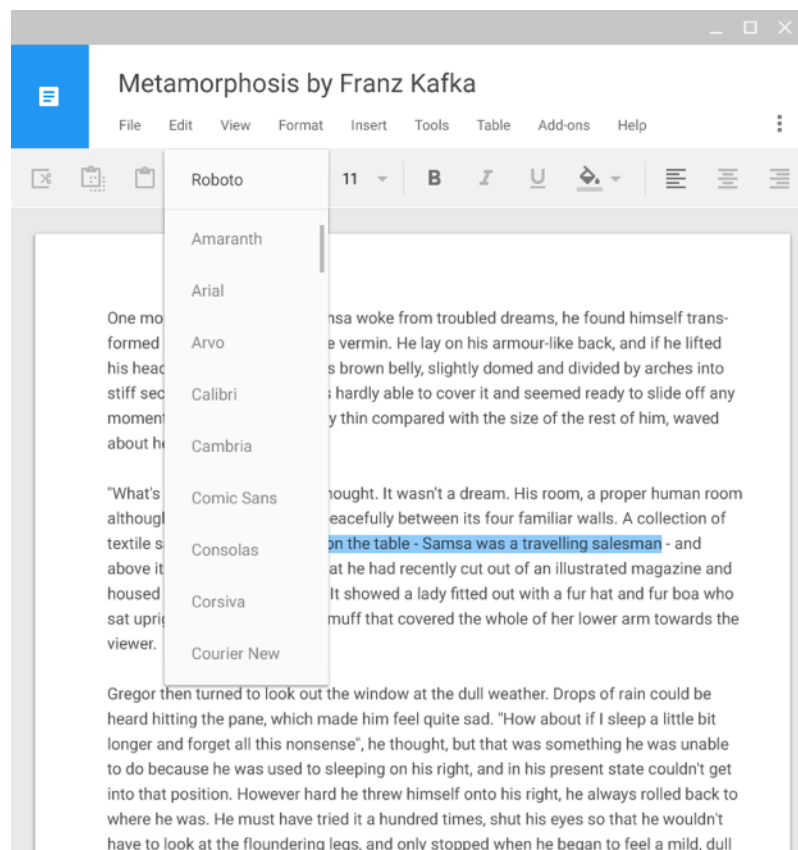 Metamorphosis by Franz Kafka
File Edit View Format Insert Tools Table Add-ons Help
Roboto 11 B I U
Amaranth
Arial
Arvo
Calibri
Cambria
Comic Sans
Consolas
Corsiva
Courier New
One mo nsa woke from troubled dreams, he found himself trans-
formed e vermin. He lay on his armour-like back, and if he lifted
his head s brown belly, slightly domed and divided by arches into
stiff sec s hardly able to cover it and seemed ready to slide off any
moment y thin compared with the size of the rest of him, waved
about he
"What's hought. It wasn't a dream. His room, a proper human room
although eacefully between its four familiar walls. A collection of
textile s on the table - Samsa was a travelling salesman - and
above it at he had recently cut out of an illustrated magazine and
housed It showed a lady fitted out with a fur hat and fur boa who
sat uprig muff that covered the whole of her lower arm towards the
viewer.
Gregor then turned to look out the window at the dull weather. Drops of rain could be
heard hitting the pane, which made him feel quite sad. "How about if I sleep a little bit
longer and forget all this nonsense", he thought, but that was something he was unable
to do because he was used to sleeping on his right, and in his present state couldn't get
into that position. However hard he threw himself onto his right, he always rolled back to
where he was. He must have tried it a hundred times, shut his eyes so that he wouldn't
have to look at the floundering legs, and only stopped when he began to feel a mild, dull